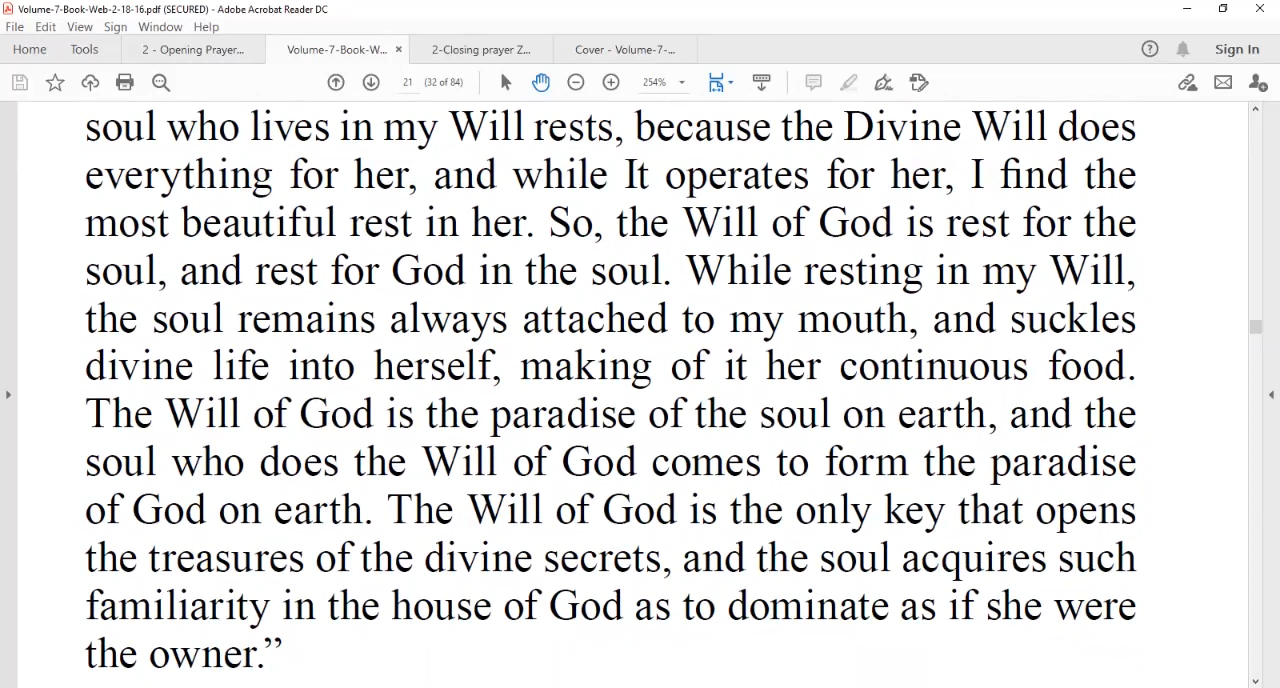 Volume-7-Book-Web-2-18-16.pdf (SECURED) - Adobe Acrobat Reader DC
File Edit View Sign Window Help
Home Tools 2 - Opening Prayer... Volume-7-Book-W... × 2-Closing prayer Z... Cover - Volume-7-... Sign In
21 (32 of 84) 254%
soul who lives in my Will rests, because the Divine Will does
everything for her, and while It operates for her, I find the
most beautiful rest in her. So, the Will of God is rest for the
soul, and rest for God in the soul. While resting in my Will,
the soul remains always attached to my mouth, and suckles
divine life into herself, making of it her continuous food.
The Will of God is the paradise of the soul on earth, and the
soul who does the Will of God comes to form the paradise
of God on earth. The Will of God is the only key that opens
the treasures of the divine secrets, and the soul acquires such
familiarity in the house of God as to dominate as if she were
the owner.”